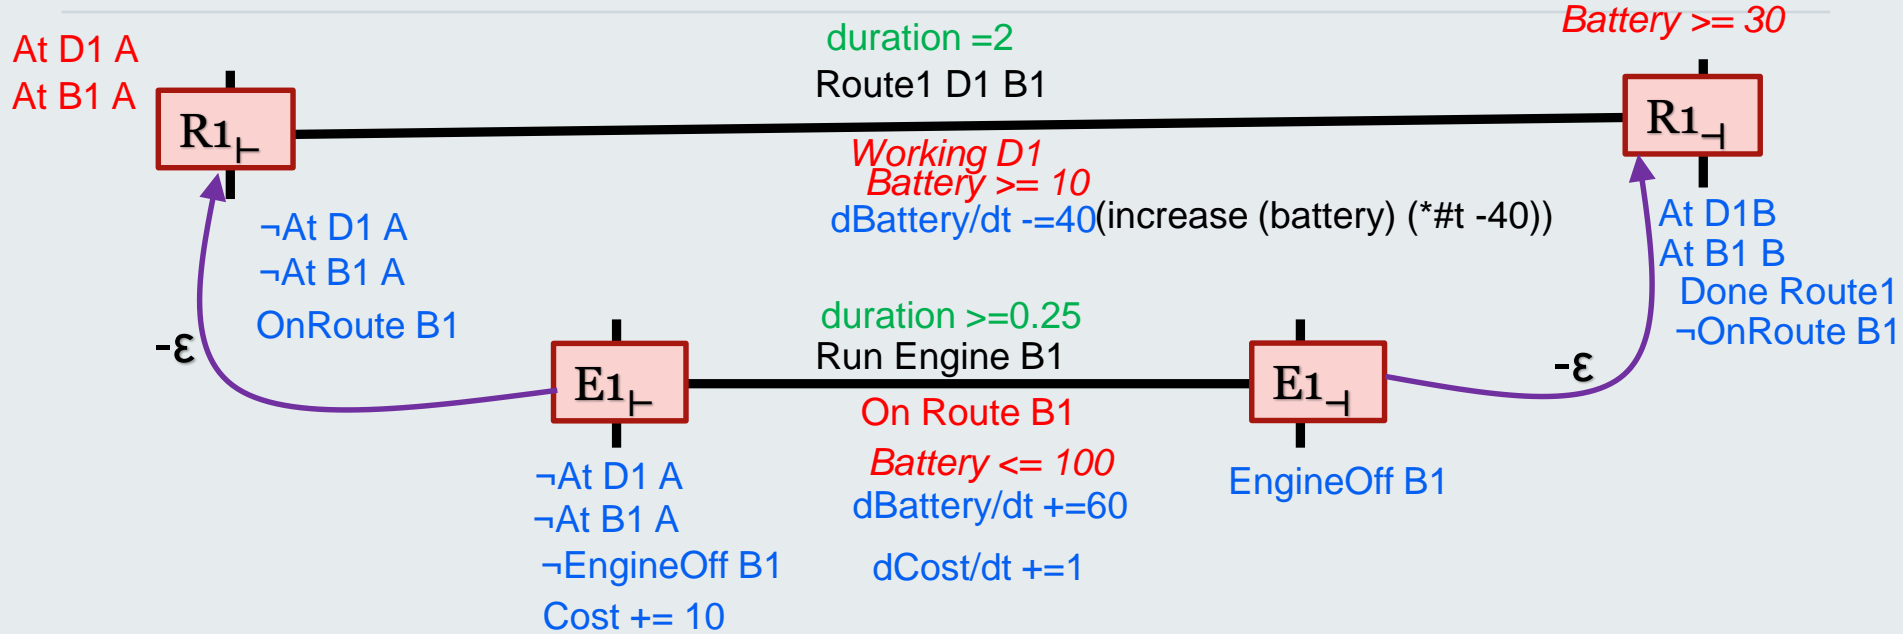 Battery >= 30
At D1 A
duration =2
At B1 A
Route1 D1 B1
R1⊢
R1⊣
Working D1
Battery >= 10
dBattery/dt -=40(increase (battery) (*#t -40))
¬At D1 A
¬At B1 A
OnRoute B1
At D1B
At B1 B
Done Route1
¬OnRoute B1
-ε
duration >=0.25
Run Engine B1
E1⊢
E1⊣
-ε
On Route B1
Battery <= 100
dBattery/dt +=60
dCost/dt +=1
¬At D1 A
¬At B1 A
¬EngineOff B1
Cost += 10
EngineOff B1